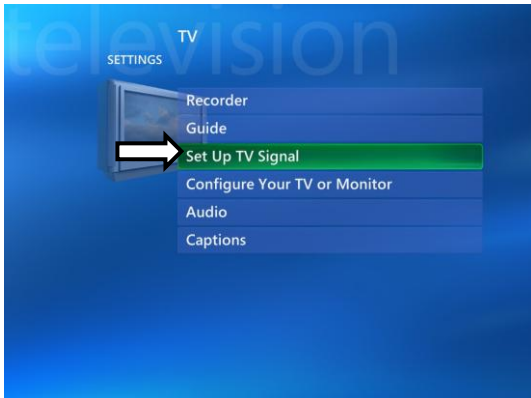 television
TV
SETTINGS
Recorder
Guide
Set Up TV Signal
Configure Your TV or Monitor
Audio
Captions